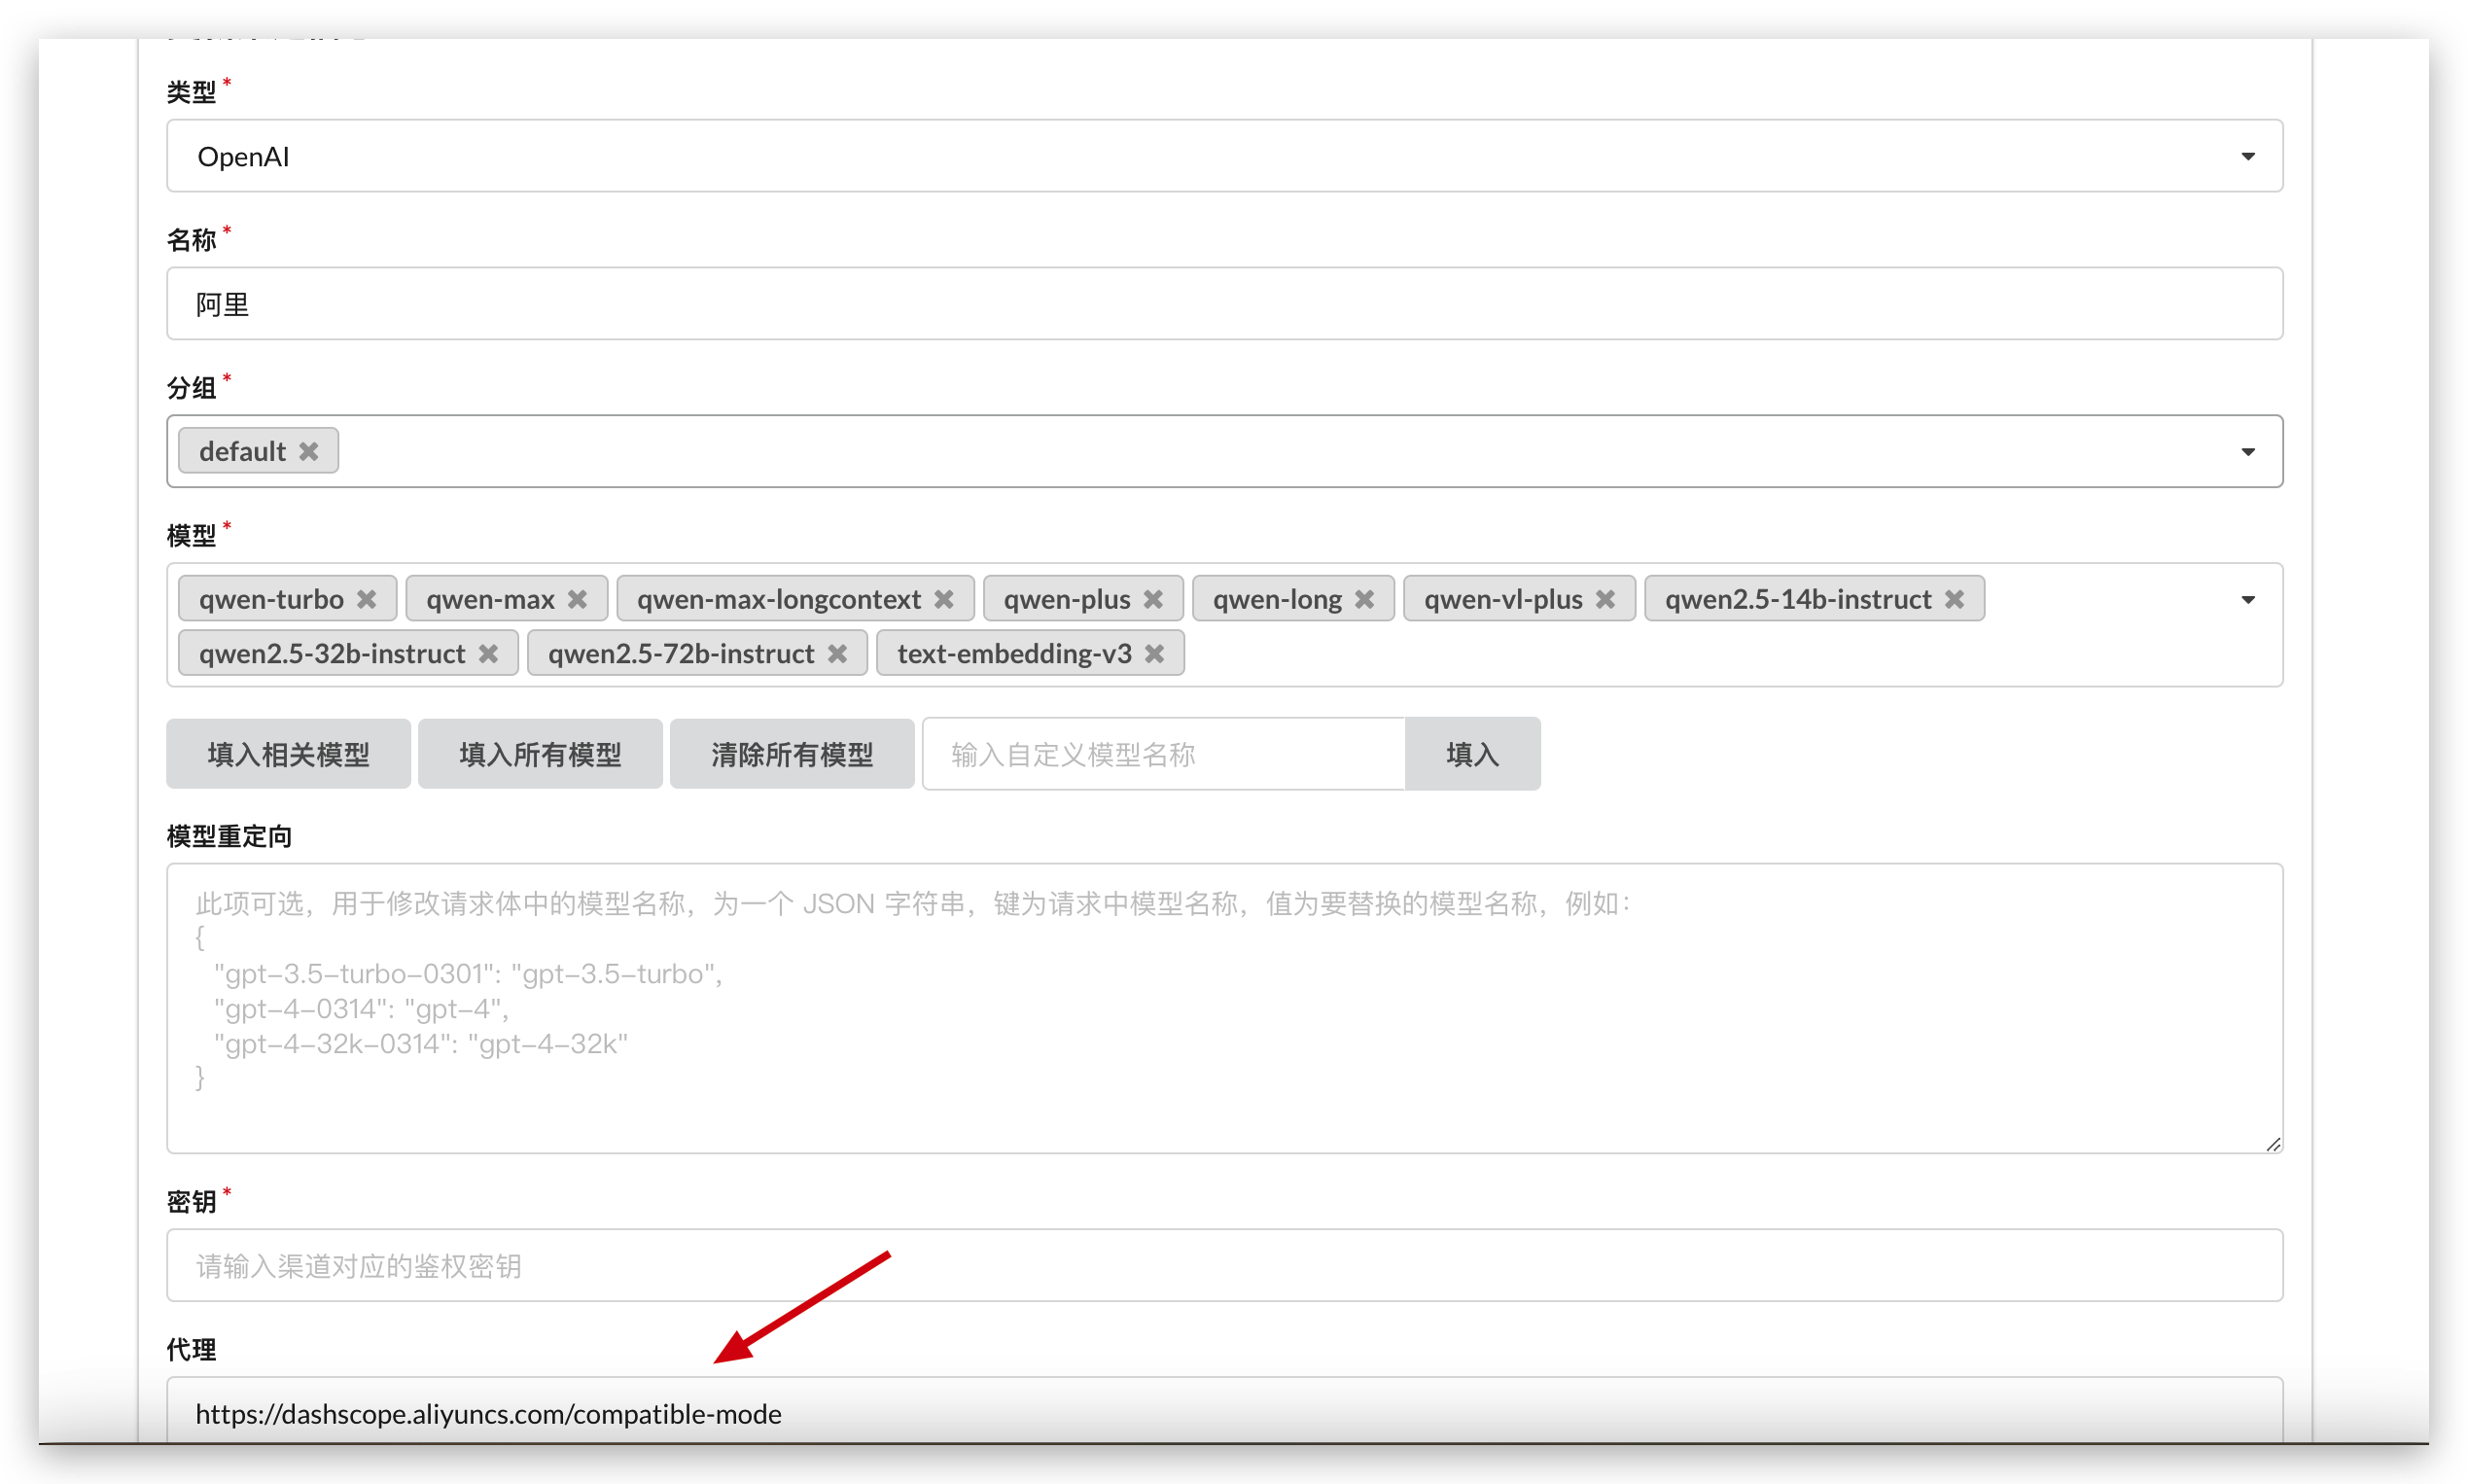 类型*
OpenAI
名称*
阿里
分组*
default
模型*
qwen-turbo qwen-max qwen-max-longcontext qwen-plus qwen-long qwen-vl-plus qwen2.5-14b-instruct
qwen2.5-32b-instruct qwen2.5-72b-instruct text-embedding-v3
填入相关模型 填入所有模型 清除所有模型 输入自定义模型名称 填入
模型重定向
此项可选，用于修改请求体中的模型名称，为一个 JSON 字符串，键为请求中模型名称，值为要替换的模型名称，例如：
{
"gpt-3.5-turbo-0301": "gpt-3.5-turbo",
"gpt-4-0314": "gpt-4",
"gpt-4-32k-0314": "gpt-4-32k"
}
密钥*
请输入渠道对应的鉴权密钥
代理
https://dashscope.aliyuncs.com/compatible-mode